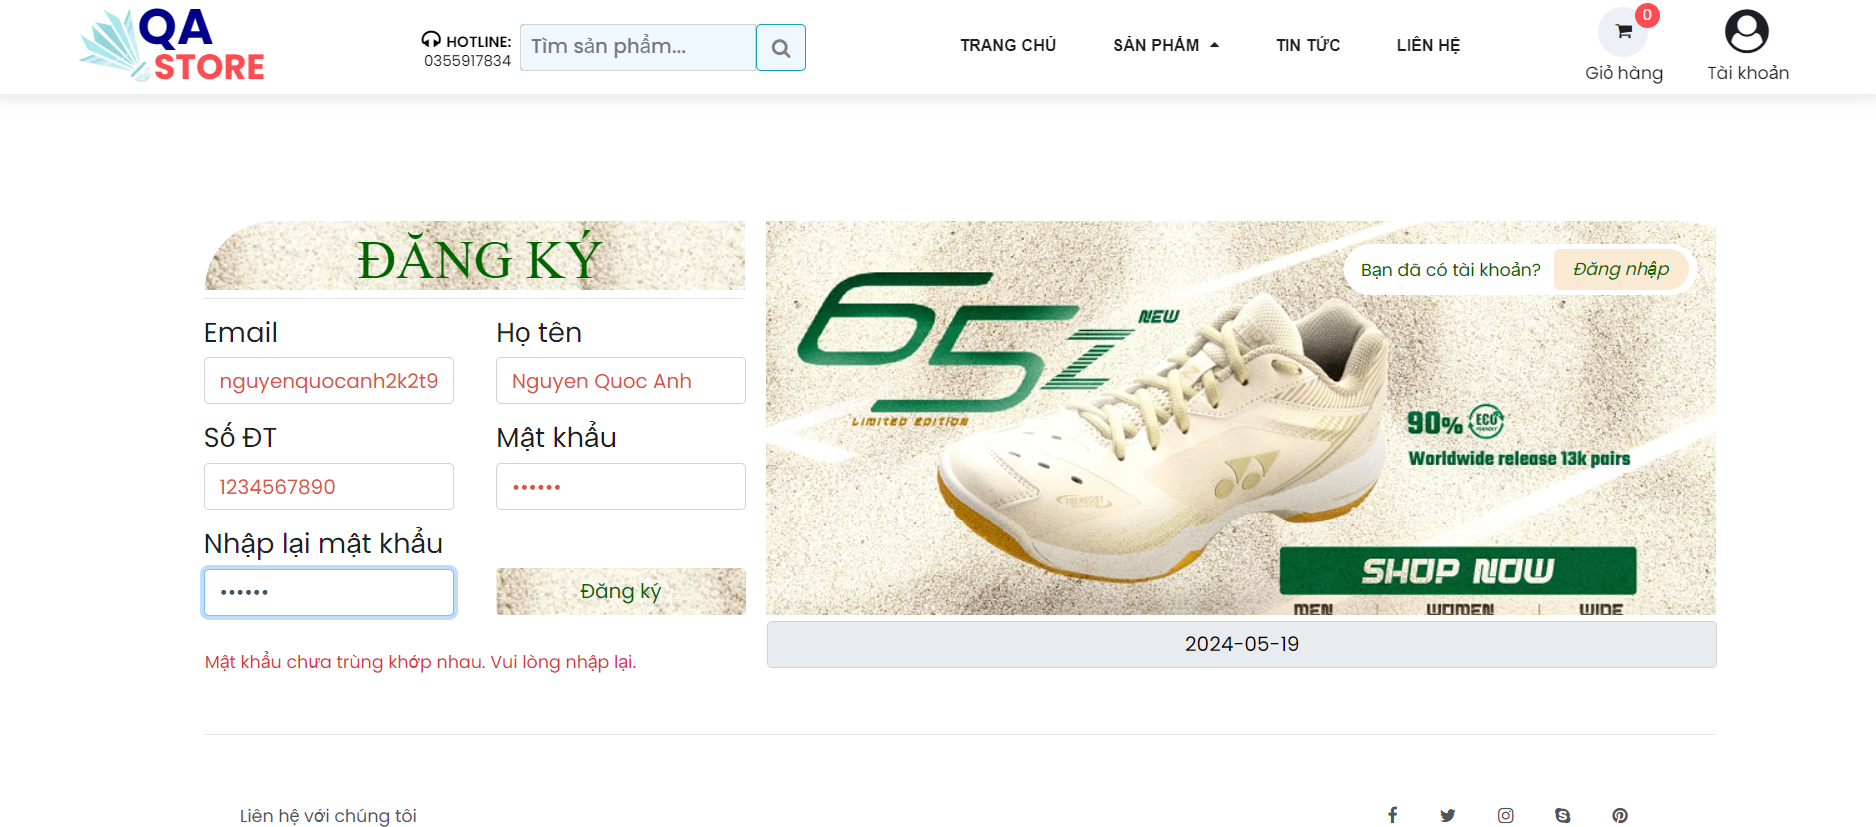 QA
STORE
HOTLINE:
0355917834
Tìm sản phẩm...
TRANG CHỦ
SẢN PHẨM
TIN TỨC
LIÊN HỆ
0
Giỏ hàng
Tài khoản
ĐĂNG KÝ
Email
Họ tên
nguyenquocanh2k2t9
Nguyen Quoc Anh
Số ĐT
Mật khẩu
1234567890
••••••
Nhập lại mật khẩu
••••••
Đăng ký
Mật khẩu chưa trùng khớp nhau. Vui lòng nhập lại.
Bạn đã có tài khoản?
Đăng nhập
65Z NEW
LIMITED EDITION
90% ECO FRIENDLY
Worldwide release 13k pairs
SHOP NOW
MEN | WOMEN | WIDE
2024-05-19
Liên hệ với chúng tôi